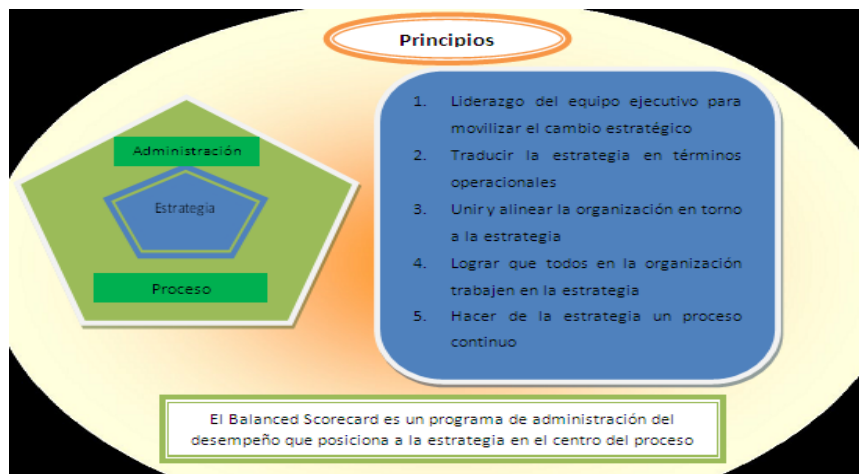 Principios
Administración
Estrategia
Proceso
1. Liderazgo del equipo ejecutivo para
movilizar el cambio estratégico
2. Traducir la estrategia en términos
operacionales
3. Unir y alinear la organización en torno
a la estrategia
4. Lograr que todos en la organización
trabajen en la estrategia
5. Hacer de la estrategia un proceso
continuo
El Balanced Scorecard es un programa de administración del
desempeño que posiciona a la estrategia en el centro del proceso